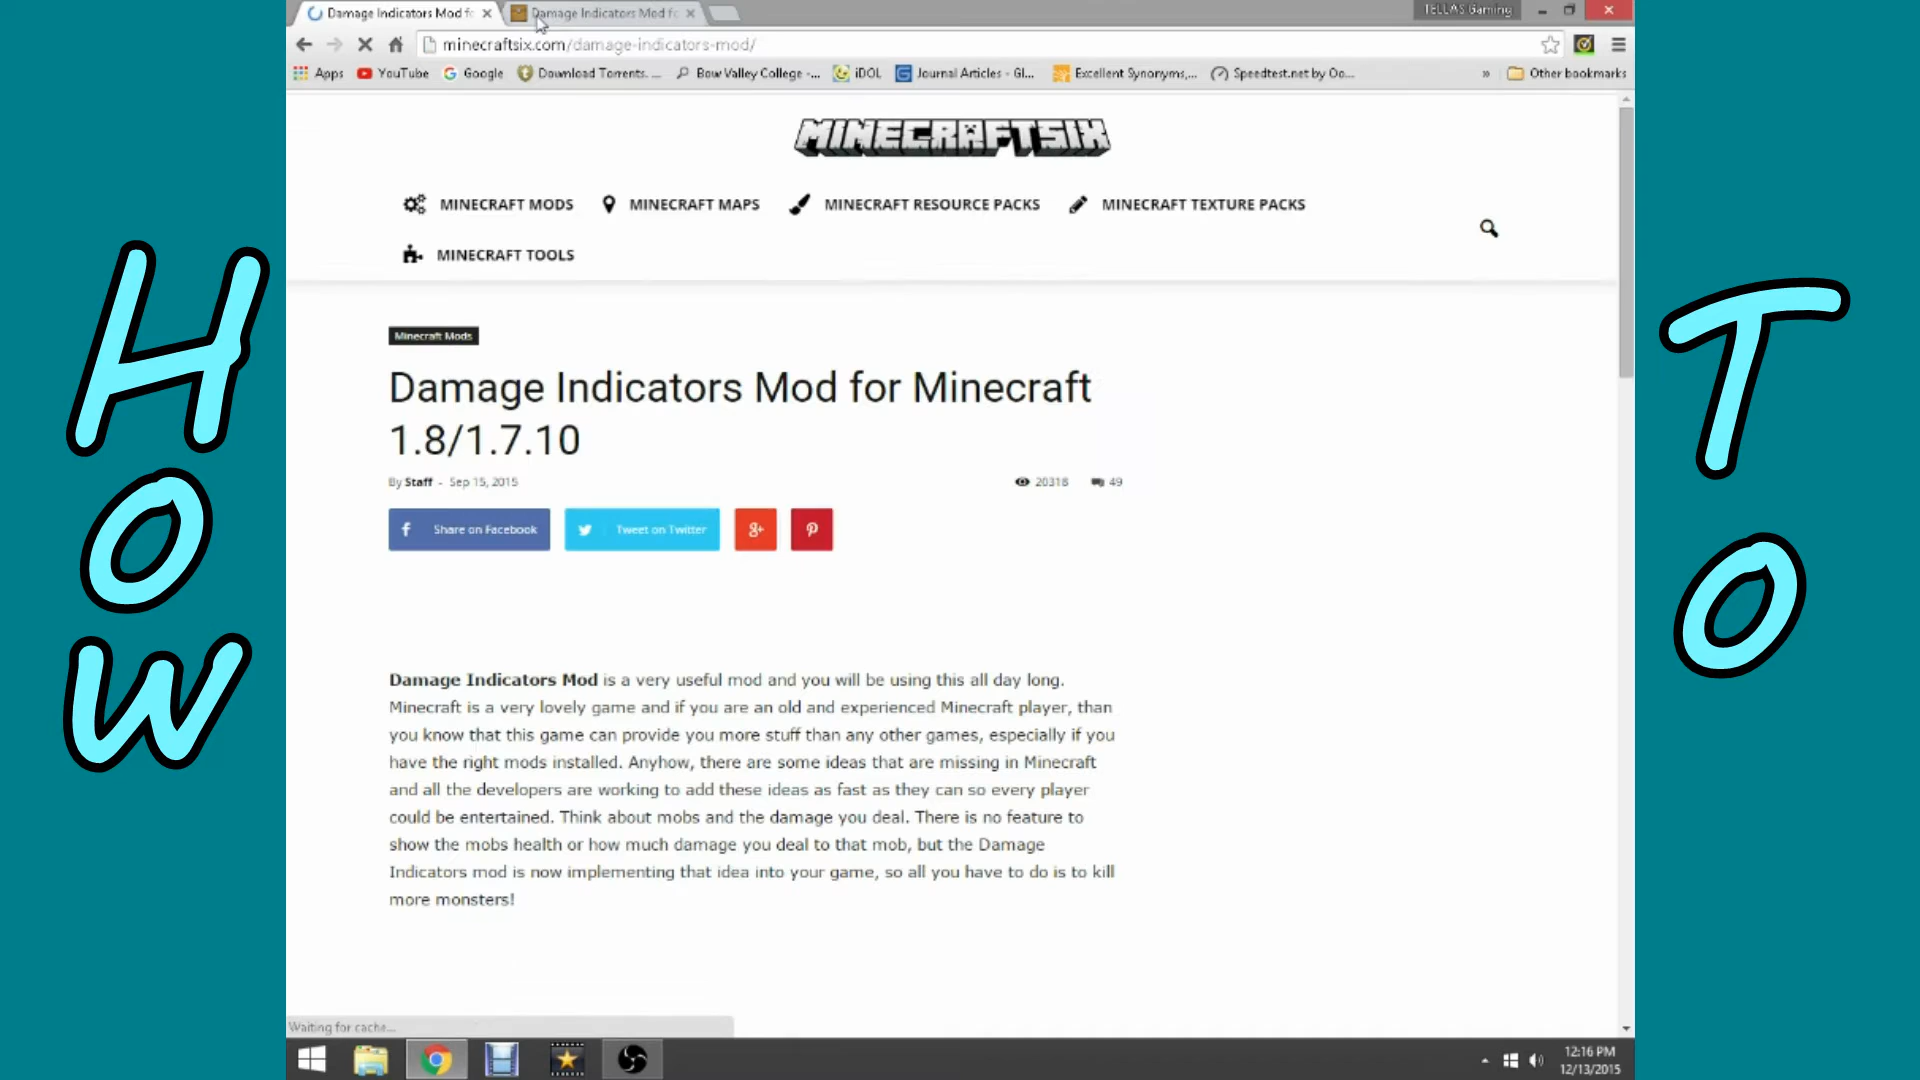 Damage Indicators Mod fo
Damage Indicators Mod fo
TELLAS Gaming
minecraftsix.com/damage-indicators-mod/
Apps YouTube Google Download Torrents. ... Bow Valley College -... iDOL Journal Articles - Gl... Excellent Synonyms,... Speedtest.net by Oo... » Other bookmarks
MINECRAFTSIX
MINECRAFT MODS MINECRAFT MAPS MINECRAFT RESOURCE PACKS MINECRAFT TEXTURE PACKS
MINECRAFT TOOLS
Minecraft Mods
Damage Indicators Mod for Minecraft
1.8/1.7.10
By Staff - Sep 15, 2015 20318 49
Share on Facebook Tweet on Twitter g+
Damage Indicators Mod is a very useful mod and you will be using this all day long.
Minecraft is a very lovely game and if you are an old and experienced Minecraft player, than
you know that this game can provide you more stuff than any other games, especially if you
have the right mods installed. Anyhow, there are some ideas that are missing in Minecraft
and all the developers are working to add these ideas as fast as they can so every player
could be entertained. Think about mobs and the damage you deal. There is no feature to
show the mobs health or how much damage you deal to that mob, but the Damage
Indicators mod is now implementing that idea into your game, so all you have to do is to kill
more monsters!
Waiting for cache...
12:16 PM
12/13/2015
How
To